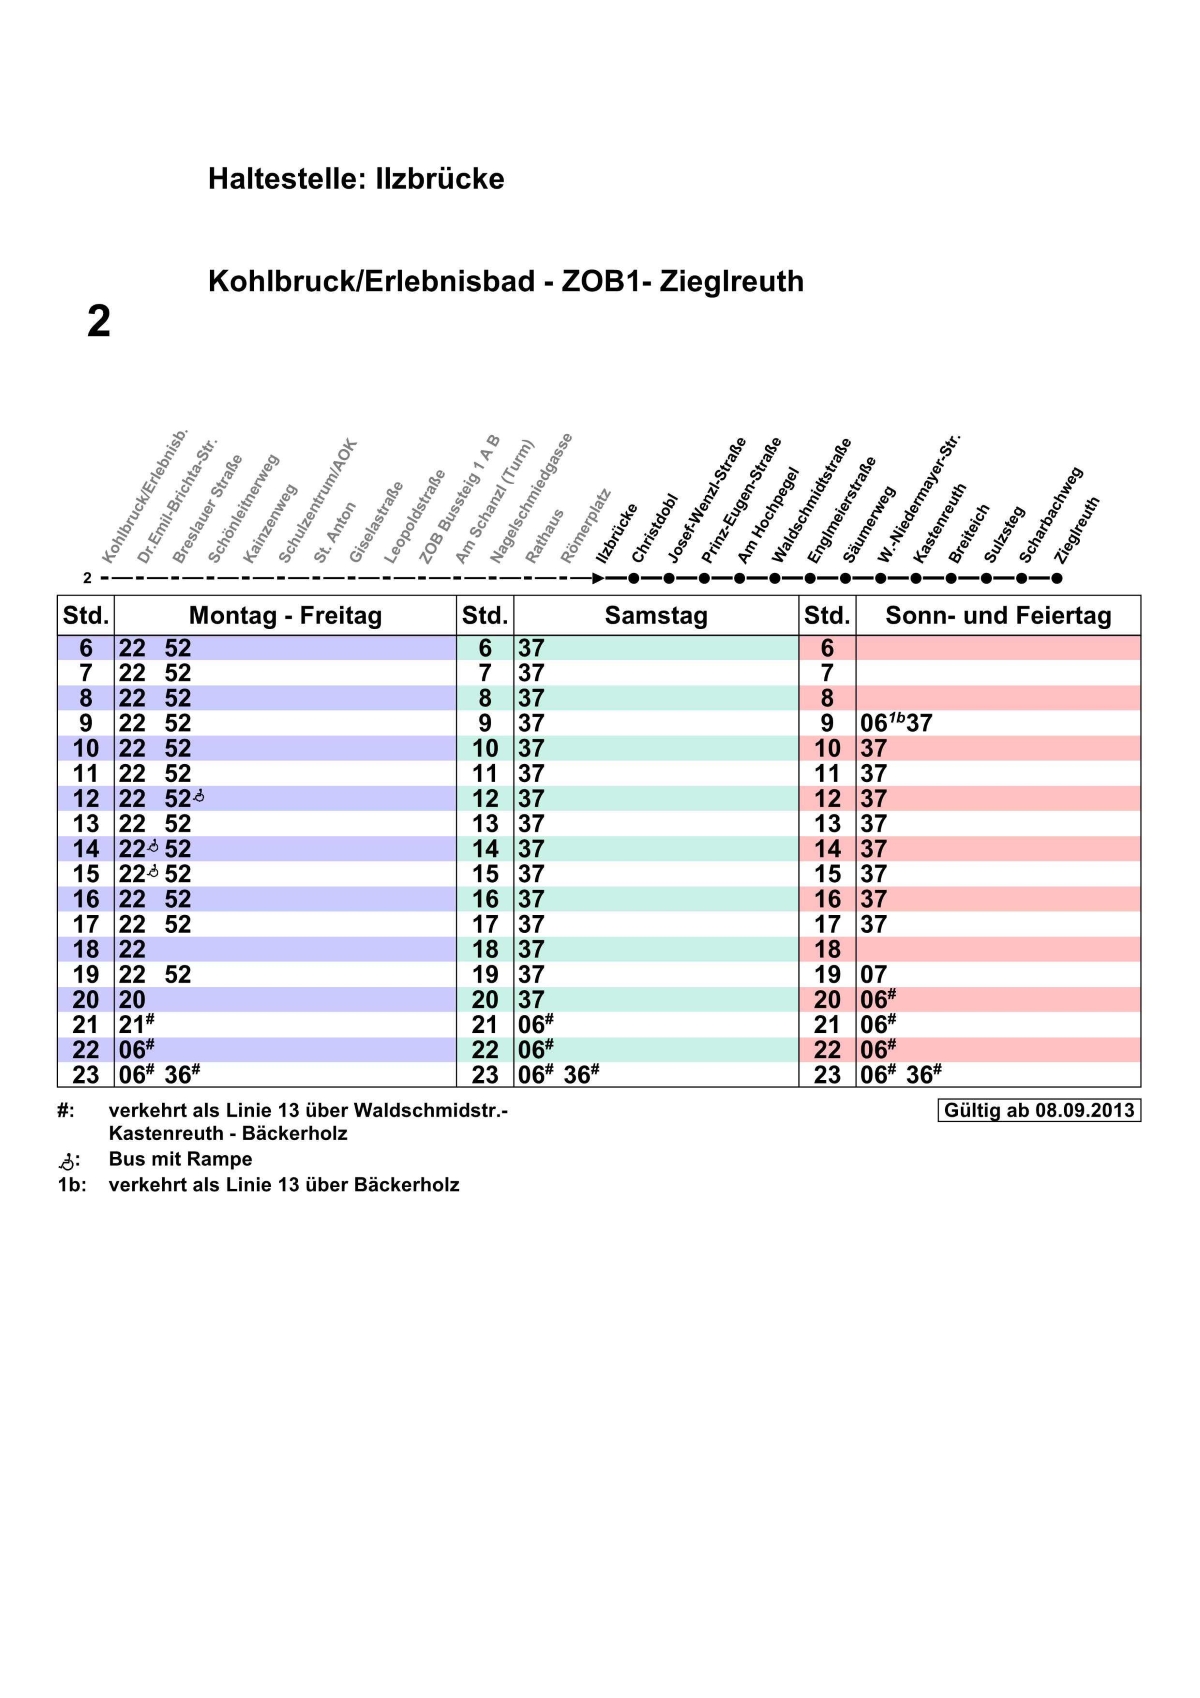 Haltestelle: Ilzbrücke
Kohlbruck/Erlebnisbad - ZOB1- Zieglreuth
2
Kohlbruck/Erlebnisb.
Dr.Emil-Brichta-Str.
Breslauer Straße
Schönleitnerweg
Kainzenweg
Schulzentrum/AOK
St. Anton
Giselastraße
Leopoldstraße
ZOB Bussteig 1 A B
Am Schanzl (Turm)
Nagelschmiedgasse
Rathaus
Römerplatz
Ilzbrücke
Christdobl
Josef-Wenzl-Straße
Prinz-Eugen-Straße
Am Hochpegel
Waldschmidtstraße
Englmeierstraße
Säumerweg
W.-Niedermayer-Str.
Kastenreuth
Breiteich
Sulzsteg
Scharbachweg
Zieglreuth
2
Std. Montag - Freitag Std. Samstag Std. Sonn- und Feiertag
6 22 52 6 37 6
7 22 52 7 37 7
8 22 52 8 37 8
9 22 52 9 37 9 06 1b 37
10 22 52 10 37 10 37
11 22 52 11 37 11 37
12 22 52 12 37 12 37
13 22 52 13 37 13 37
14 22 52 14 37 14 37
15 22 52 15 37 15 37
16 22 52 16 37 16 37
17 22 52 17 37 17 37
18 22 18 37 18
19 22 52 19 37 19 07
20 20 20 37 20 06#
21 21# 21 06# 21 06#
22 06# 22 06# 22 06#
23 06# 36# 23 06# 36# 23 06# 36#
#: verkehrt als Linie 13 über Waldschmidstr.-
Kastenreuth - Bäckerholz
Gültig ab 08.09.2013
: Bus mit Rampe
1b: verkehrt als Linie 13 über Bäckerholz